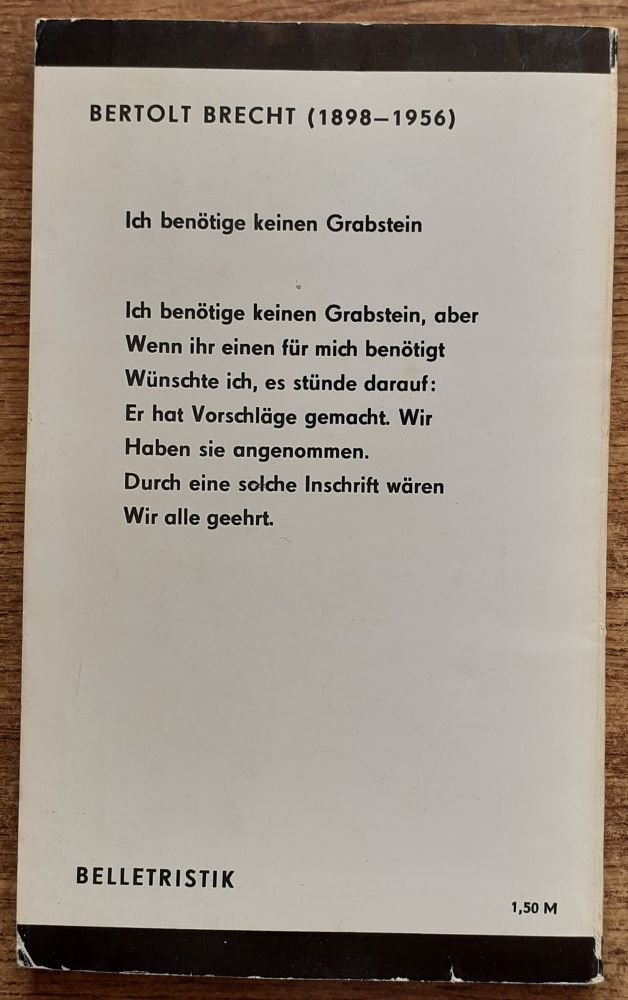 BERTOLT BRECHT (1898–1956)
Ich benötige keinen Grabstein
Ich benötige keinen Grabstein, aber
Wenn ihr einen für mich benötigt
Wünschte ich, es stünde darauf:
Er hat Vorschläge gemacht. Wir
Haben sie angenommen.
Durch eine solche Inschrift wären
Wir alle geehrt.
BELLETRISTIK
1,50 M